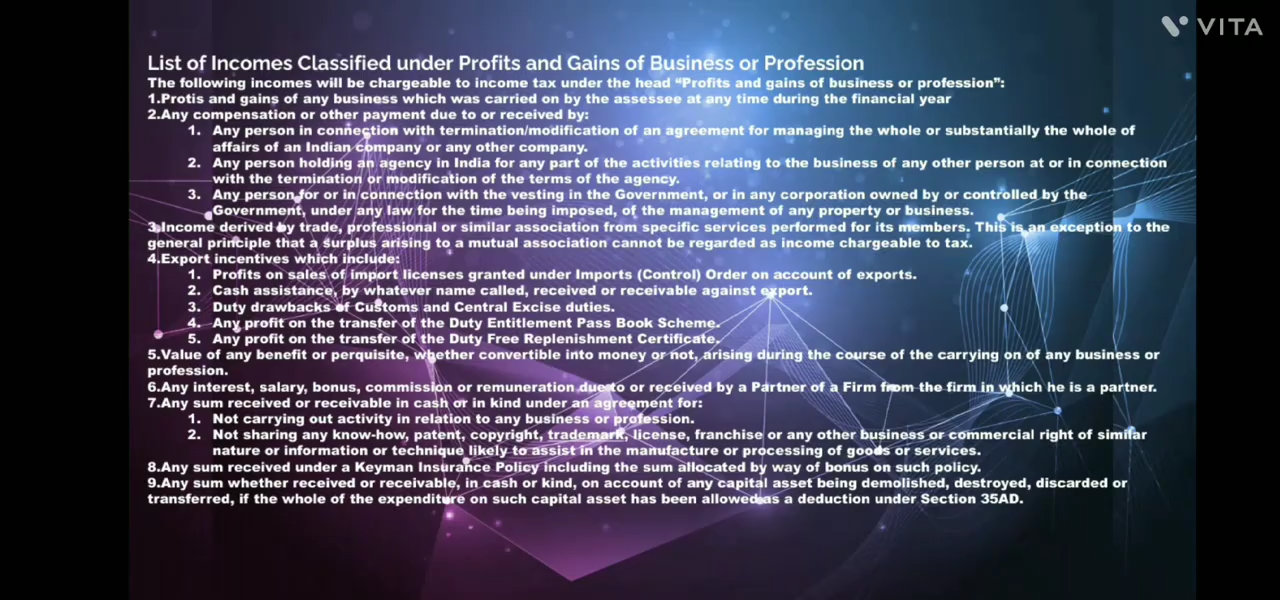 VITA
List of Incomes Classified under Profits and Gains of Business or Profession
The following incomes will be chargeable to income tax under the head “Profits and gains of business or profession”:
1.Protis and gains of any business which was carried on by the assessee at any time during the financial year
2.Any compensation or other payment due to or received by:
1. Any person in connection with termination/modification of an agreement for managing the whole or substantially the whole of
affairs of an Indian company or any other company.
2. Any person holding an agency in India for any part of the activities relating to the business of any other person at or in connection
with the termination or modification of the terms of the agency.
3. Any person for or in connection with the vesting in the Government, or in any corporation owned by or controlled by the
Government, under any law for the time being imposed, of the management of any property or business.
3.Income derived by trade, professional or similar association from specific services performed for its members. This is an exception to the
general principle that a surplus arising to a mutual association cannot be regarded as income chargeable to tax.
4.Export incentives which include:
1. Profits on sales of import licenses granted under Imports (Control) Order on account of exports.
2. Cash assistance, by whatever name called, received or receivable against export.
3. Duty drawbacks of Customs and Central Excise duties.
4. Any profit on the transfer of the Duty Entitlement Pass Book Scheme.
5. Any profit on the transfer of the Duty Free Replenishment Certificate.
5.Value of any benefit or perquisite, whether convertible into money or not, arising during the course of the carrying on of any business or
profession.
6.Any interest, salary, bonus, commission or remuneration due to or received by a Partner of a Firm from the firm in which he is a partner.
7.Any sum received or receivable in cash or in kind under an agreement for:
1. Not carrying out activity in relation to any business or profession.
2. Not sharing any know-how, patent, copyright, trademark, license, franchise or any other business or commercial right of similar
nature or information or technique likely to assist in the manufacture or processing of goods or services.
8.Any sum received under a Keyman Insurance Policy including the sum allocated by way of bonus on such policy.
9.Any sum whether received or receivable, in cash or kind, on account of any capital asset being demolished, destroyed, discarded or
transferred, if the whole of the expenditure on such capital asset has been allowed as a deduction under Section 35AD.